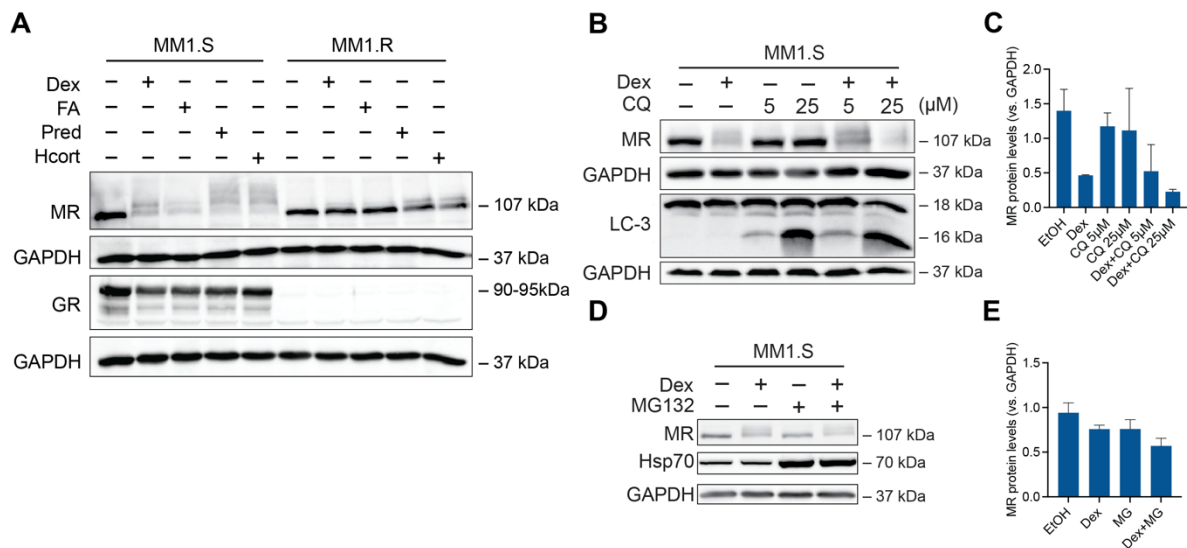 A
MM1.S MM1.R
Dex – + – – – – + – – –
FA – – + – – – – + – –
Pred – – – + – – – – + –
Hcort – – – – + – – – – +
MR – 107 kDa
GAPDH – 37 kDa
GR – 90-95kDa
GAPDH – 37 kDa
B
MM1.S
Dex – + – – + +
CQ – – 5 25 5 25 (µM)
MR – 107 kDa
GAPDH – 37 kDa
LC-3 – 18 kDa
– 16 kDa
GAPDH – 37 kDa
C
MR protein levels (vs. GAPDH)
2.0
1.5
1.0
0.5
0.0
EtOH
Dex
CQ 5µM
CQ 25µM
Dex+CQ 5µM
Dex+CQ 25µM
D
MM1.S
Dex – + – +
MG132 – – + +
MR – 107 kDa
Hsp70 – 70 kDa
GAPDH – 37 kDa
E
MR protein levels (vs. GAPDH)
1.5
1.0
0.5
0.0
EtOH
Dex
MG
Dex+MG